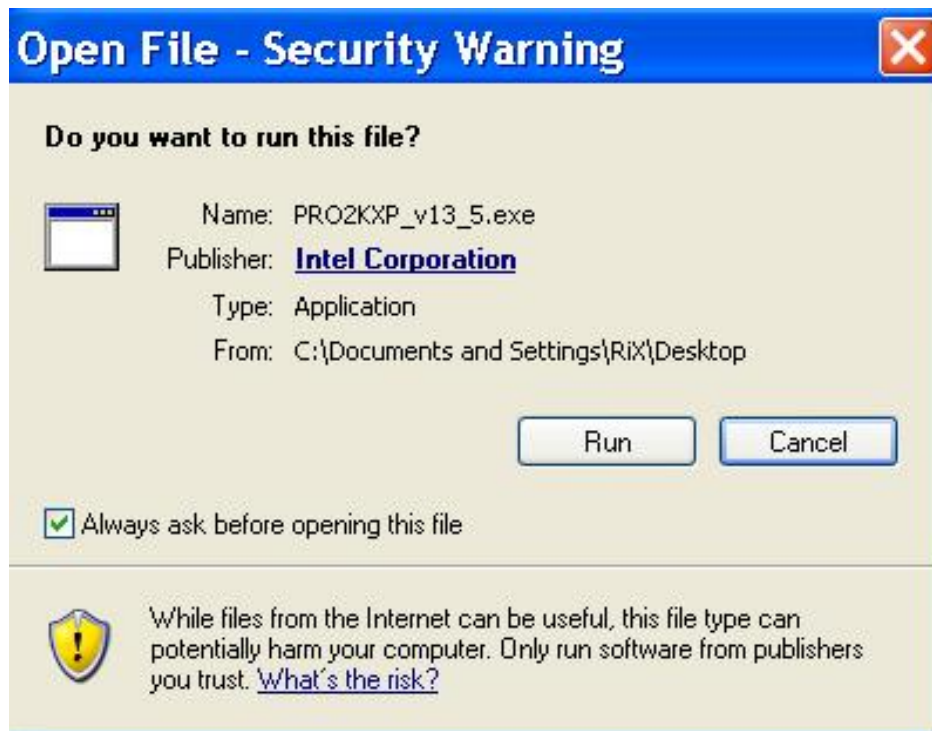 Open File - Security Warning
Do you want to run this file?
Name: PRO2KXP_v13_5.exe
Publisher: Intel Corporation
Type: Application
From: C:\Documents and Settings\RiX\Desktop
Run Cancel
Always ask before opening this file
While files from the Internet can be useful, this file type can
potentially harm your computer. Only run software from publishers
you trust. What´s the risk?